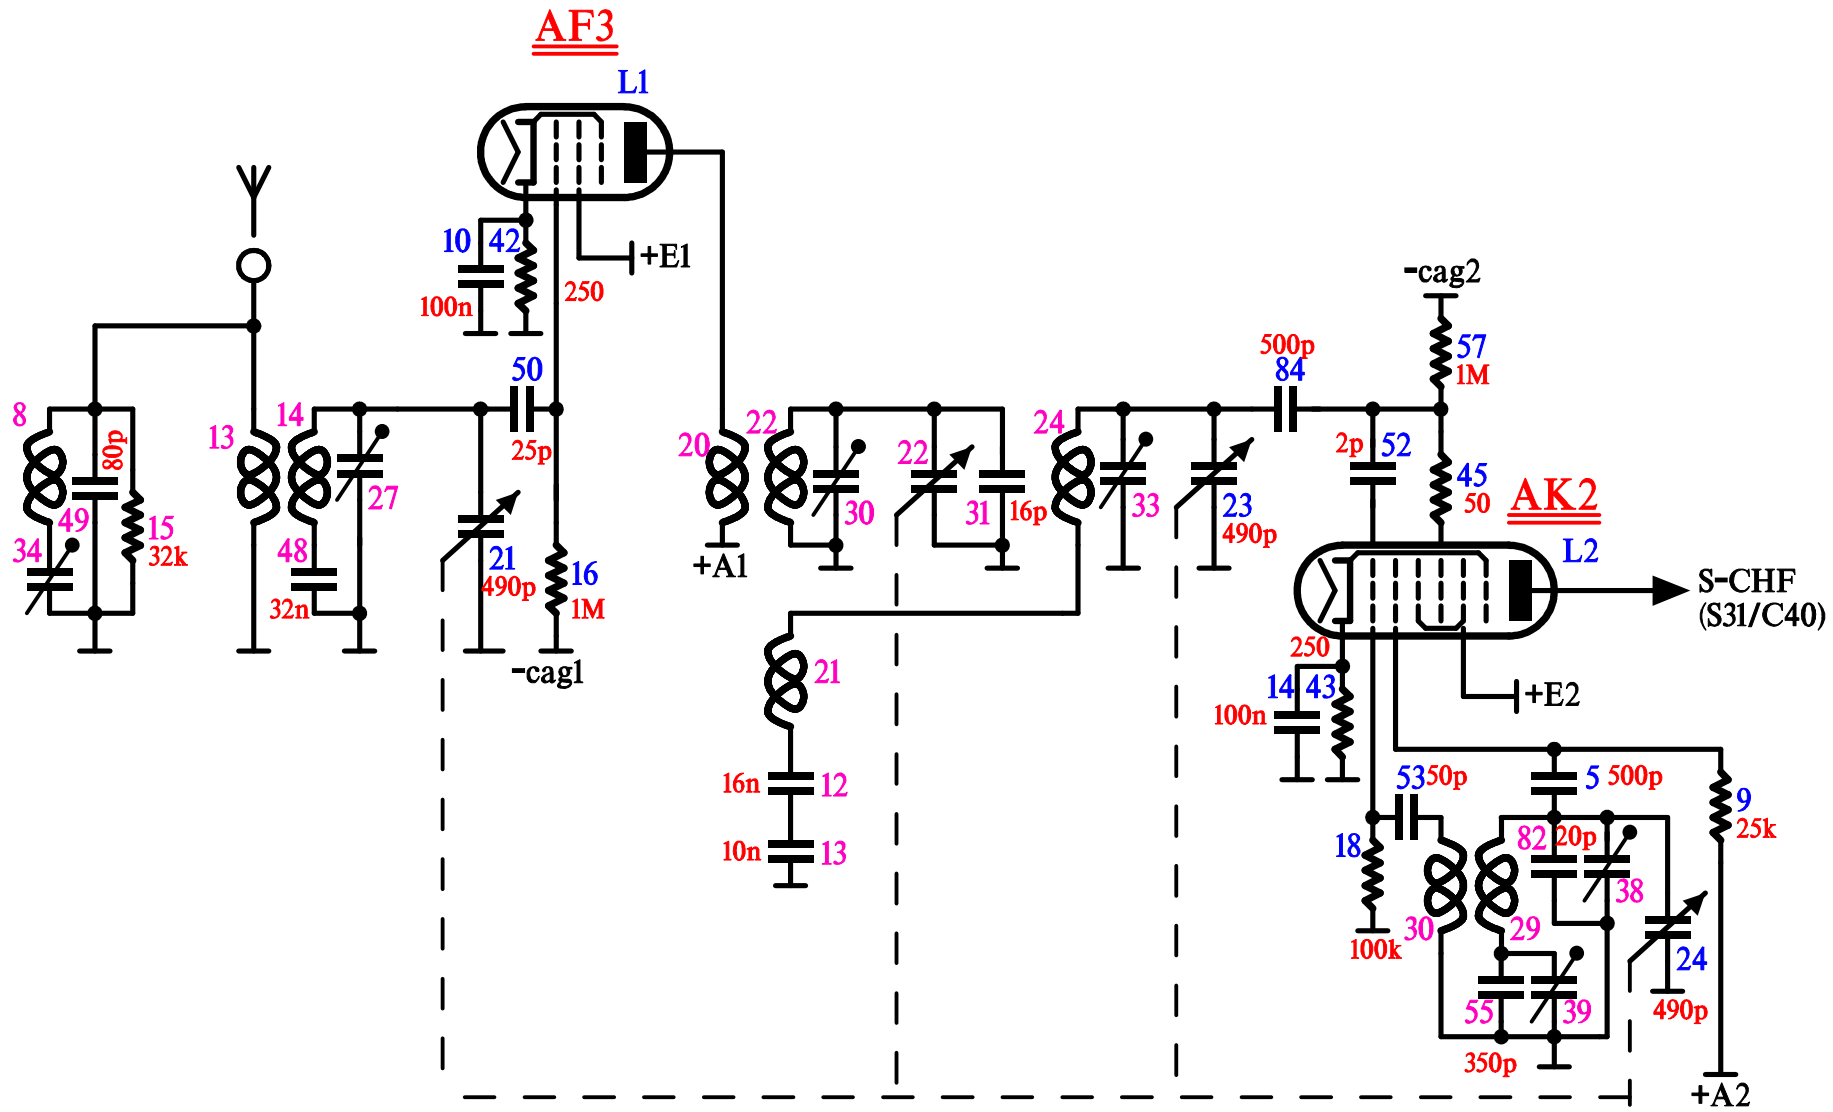 AF3
L1
10 42
+E1
100n
250
-cag2
50
500p
84
57
1M
8
80p
13
14
25p
20
22
22
24
2p
52
45
50
AK2
27
30
31
16p
33
23
490p
49
15
32k
34
48
32n
21
490p
16
1M
-cag1
+A1
L2
S-CHF
(S31/C40)
21
250
14 43
100n
+E2
16n
12
10n
13
53
50p
5
500p
9
25k
18
82
20p
38
100k
30
29
24
490p
55
39
350p
+A2